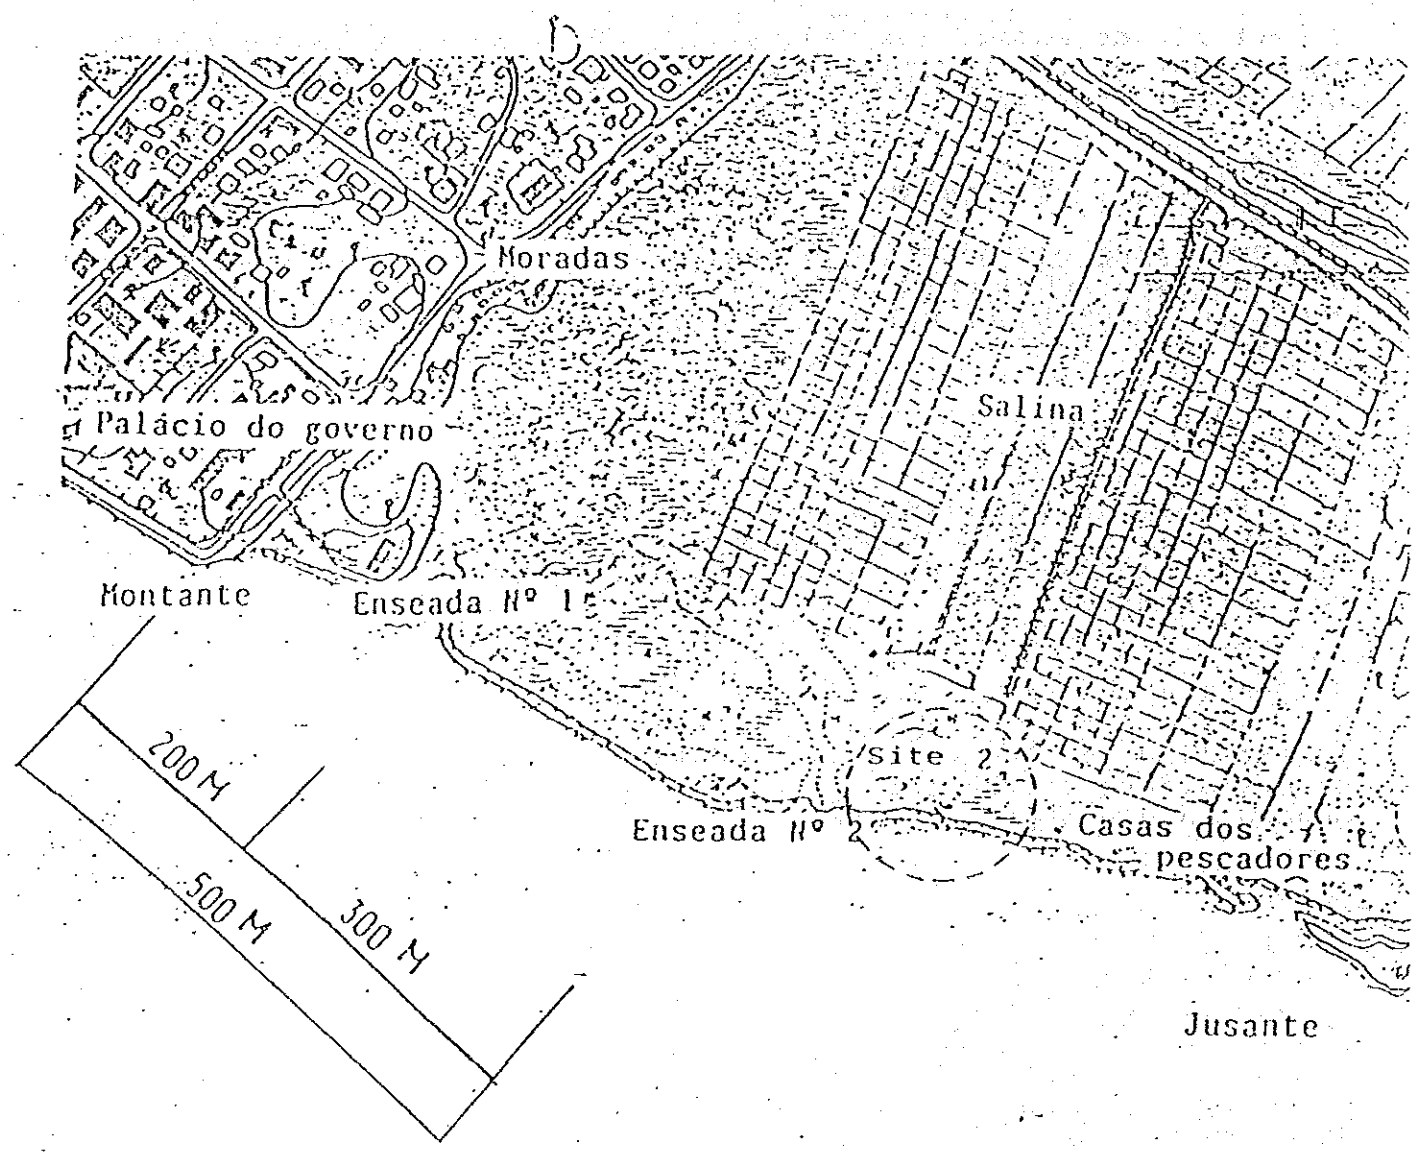 Moradas
Salina
Palácio do governo
Montante
Enseada Nº 1
Site 2
Enseada Nº 2
Casas dos
pescadores
200 M
500 M
300 M
Jusante